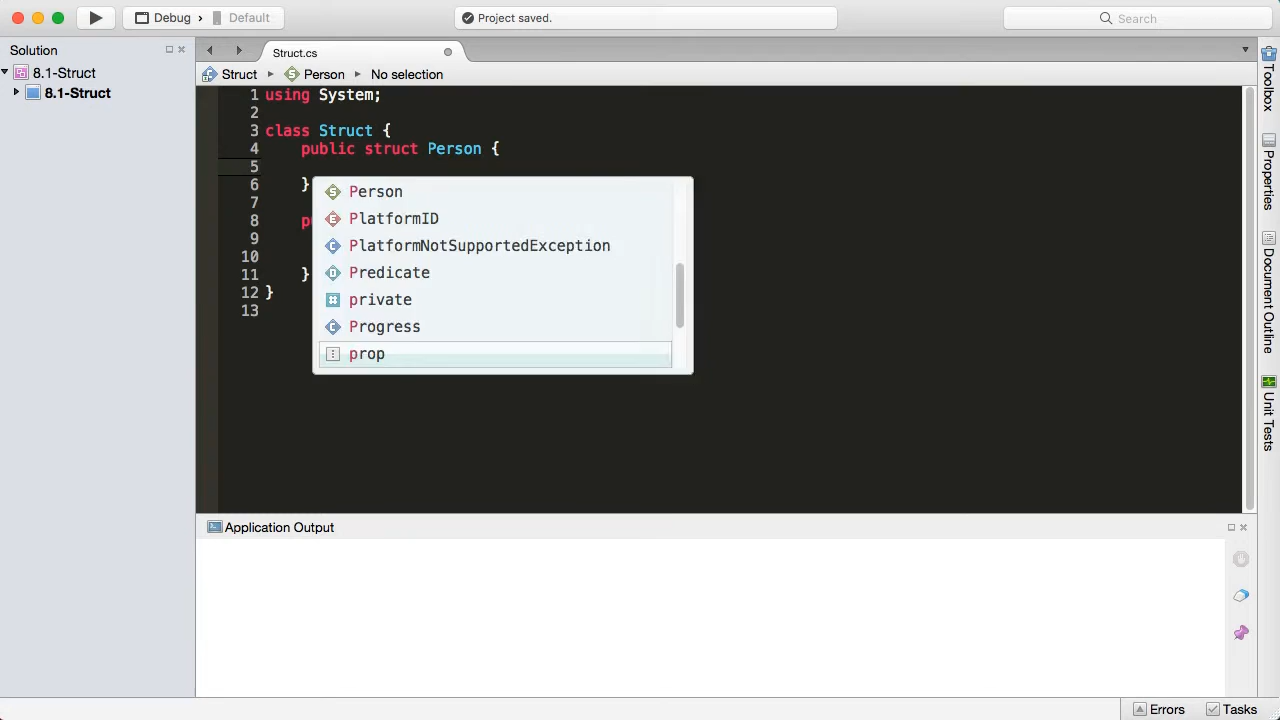 Debug
Default
Project saved.
Search
Solution
8.1-Struct
8.1-Struct
Struct.cs
Struct
Person
No selection
1 using System;
2
3 class Struct {
4 public struct Person {
5
6 }
7
8
9
10
11 }
12 }
13
Person
PlatformID
PlatformNotSupportedException
Predicate
private
Progress
prop
Application Output
Toolbox
Properties
Document Outline
Unit Tests
Errors
Tasks